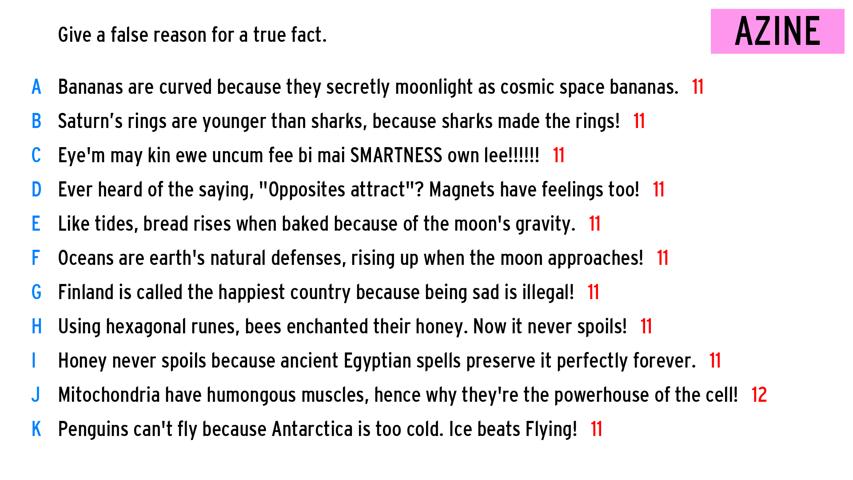 Give a false reason for a true fact.
AZINE
A Bananas are curved because they secretly moonlight as cosmic space bananas. 11
B Saturn's rings are younger than sharks, because sharks made the rings! 11
C Eye'm may kin ewe uncum fee bi mai SMARTNESS own lee!!!!!! 11
D Ever heard of the saying, "Opposites attract"? Magnets have feelings too! 11
E Like tides, bread rises when baked because of the moon's gravity. 11
F Oceans are earth's natural defenses, rising up when the moon approaches! 11
G Finland is called the happiest country because being sad is illegal! 11
H Using hexagonal runes, bees enchanted their honey. Now it never spoils! 11
I Honey never spoils because ancient Egyptian spells preserve it perfectly forever. 11
J Mitochondria have humongous muscles, hence why they're the powerhouse of the cell! 12
K Penguins can't fly because Antarctica is too cold. Ice beats Flying! 11